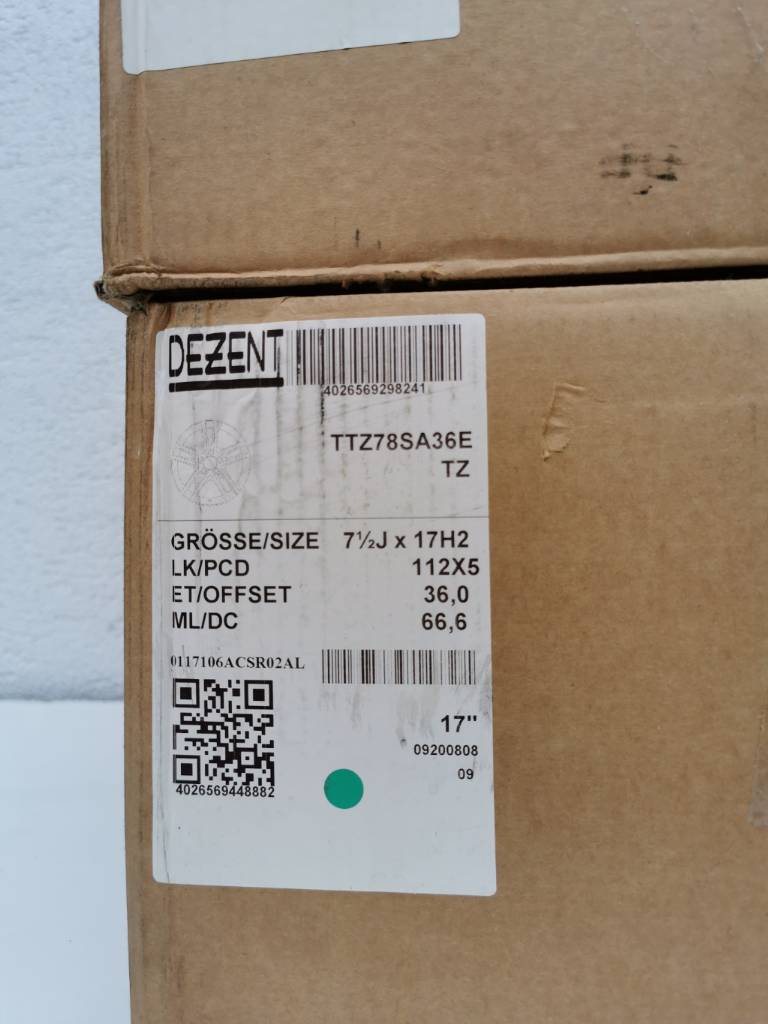 DEZENT
4026569298241
TTZ78SA36E
TZ
GRÖSSE/SIZE 7½J x 17H2
LK/PCD 112X5
ET/OFFSET 36,0
ML/DC 66,6
0117106ACSR02AL
17"
09200808
09
4026569448882